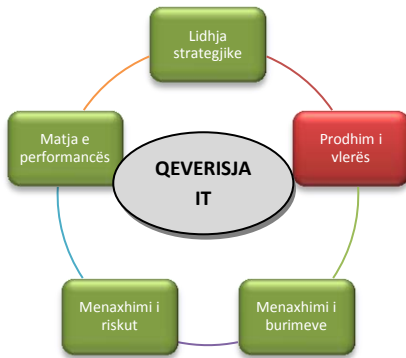 Lidhja
strategjike
Matja e
performancës
Prodhim i
vlerës
QEVERISJA
IT
Menaxhimi i
riskut
Menaxhimi i
burimeve